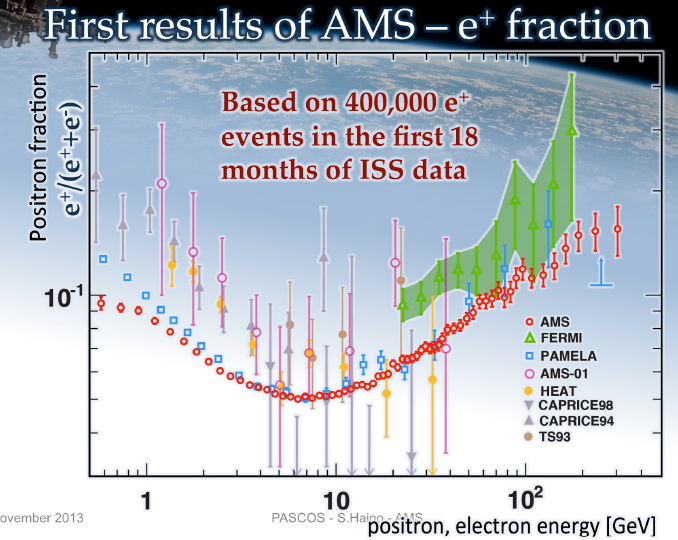 First results of AMS – e⁺ fraction
Based on 400,000 e⁺
events in the first 18
months of ISS data
Positron fraction
e⁺/(e⁺+e⁻)
10⁻¹
AMS
FERMI
PAMELA
AMS-01
HEAT
CAPRICE98
CAPRICE94
TS93
1 10 10²
ovember 2013 PASCOS - S.Haino - AMS
positron, electron energy [GeV]